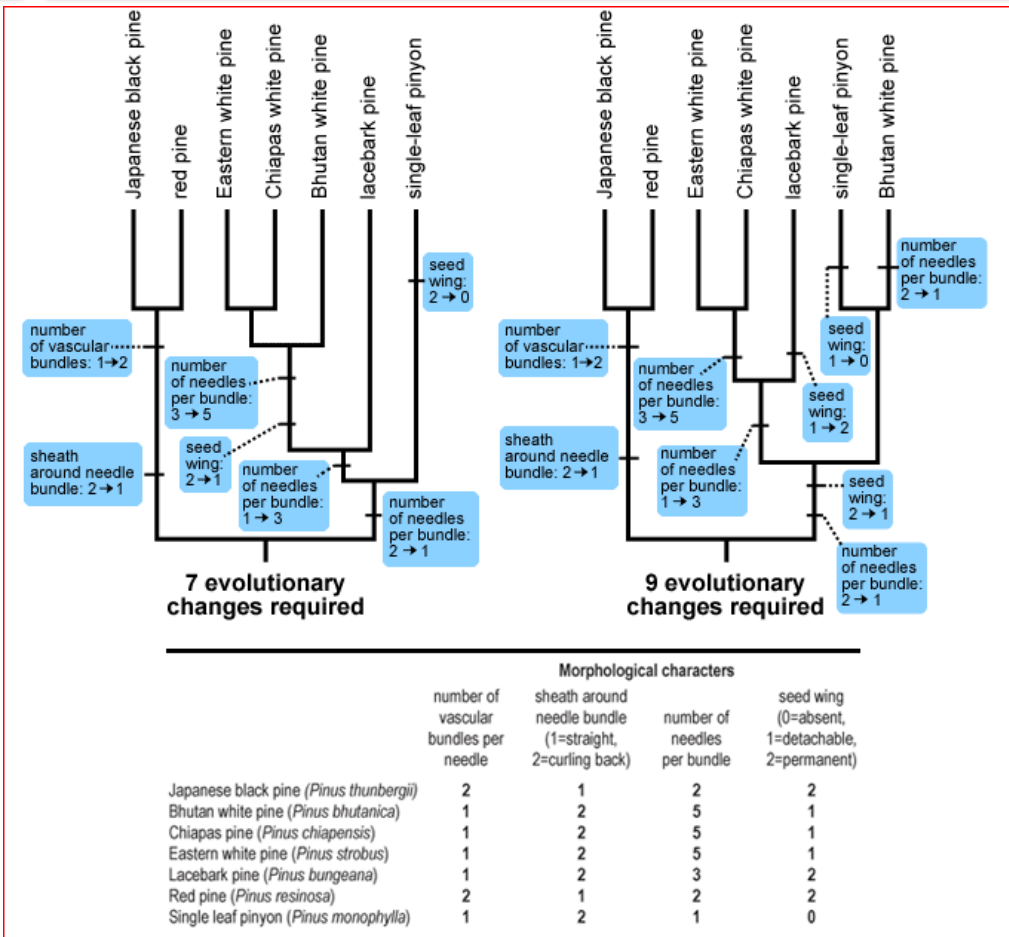 Japanese black pine
red pine
Eastern white pine
Chiapas white pine
Bhutan white pine
lacebark pine
single-leaf pinyon
seed
wing:
2 → 0
number
of vascular
bundles: 1→2
number
of needles
per bundle:
3 → 5
sheath
around needle
bundle: 2→1
seed
wing:
2→1
number
of needles
per bundle:
1 → 3
number
of needles
per bundle:
2 → 1
7 evolutionary
changes required
Japanese black pine
red pine
Eastern white pine
Chiapas white pine
lacebark pine
single-leaf pinyon
Bhutan white pine
number
of needles
per bundle:
2 → 1
number
of vascular
bundles: 1→2
seed
wing:
1→0
number
of needles
per bundle:
3 → 5
seed
wing:
1→2
sheath
around needle
bundle: 2→1
number
of needles
per bundle:
1 → 3
seed
wing:
2→1
number
of needles
per bundle:
2 → 1
9 evolutionary
changes required
Morphological characters
number of
vascular
bundles per
needle
sheath around
needle bundle
(1=straight,
2=curling back)
number of
needles
per bundle
seed wing
(0=absent,
1=detachable,
2=permanent)
Japanese black pine (Pinus thunbergii) 2 1 2 2
Bhutan white pine (Pinus bhutanica) 1 2 5 1
Chiapas pine (Pinus chiapensis) 1 2 5 1
Eastern white pine (Pinus strobus) 1 2 5 1
Lacebark pine (Pinus bungeana) 1 2 3 2
Red pine (Pinus resinosa) 2 1 2 2
Single leaf pinyon (Pinus monophylla) 1 2 1 0